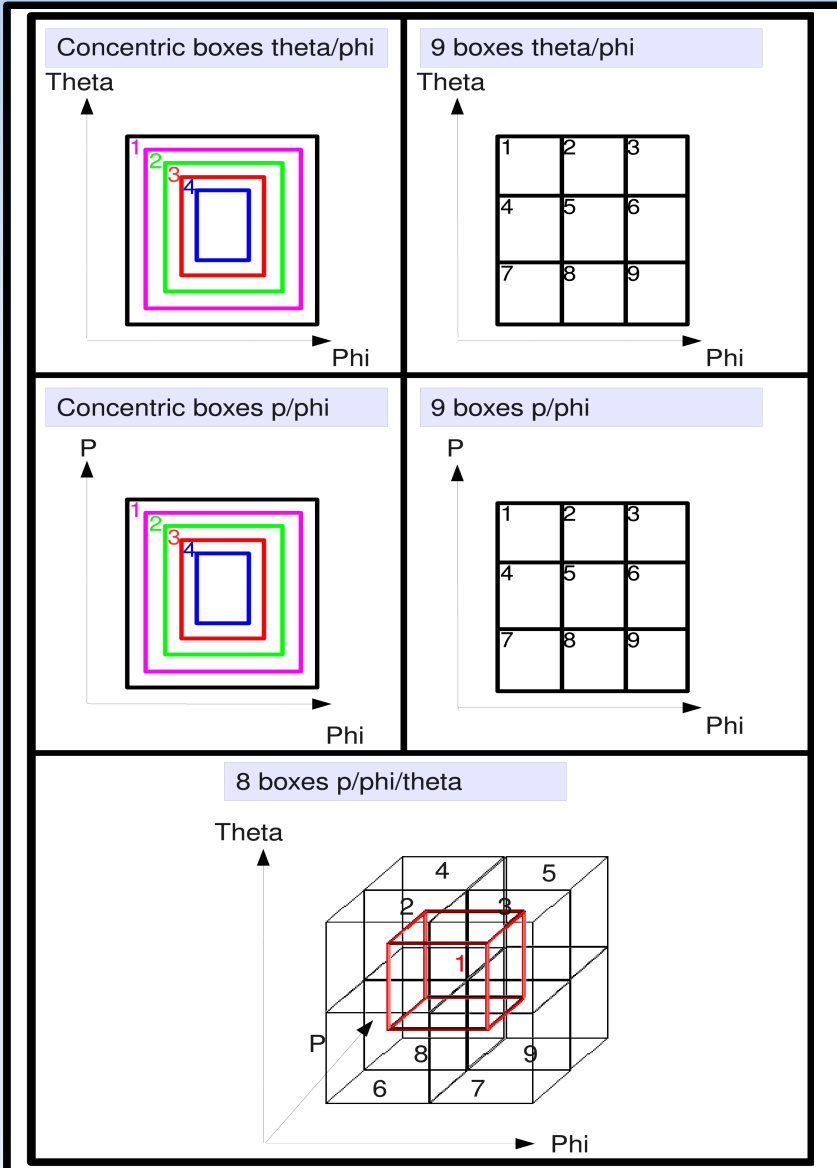 Concentric boxes theta/phi
Theta
1
2
3
4
Phi
9 boxes theta/phi
Theta
1 2 3
4 5 6
7 8 9
Phi
Concentric boxes p/phi
P
1
2
3
4
Phi
9 boxes p/phi
P
1 2 3
4 5 6
7 8 9
Phi
8 boxes p/phi/theta
Theta
4 5
2 3
1
P
8 9
6 7
Phi